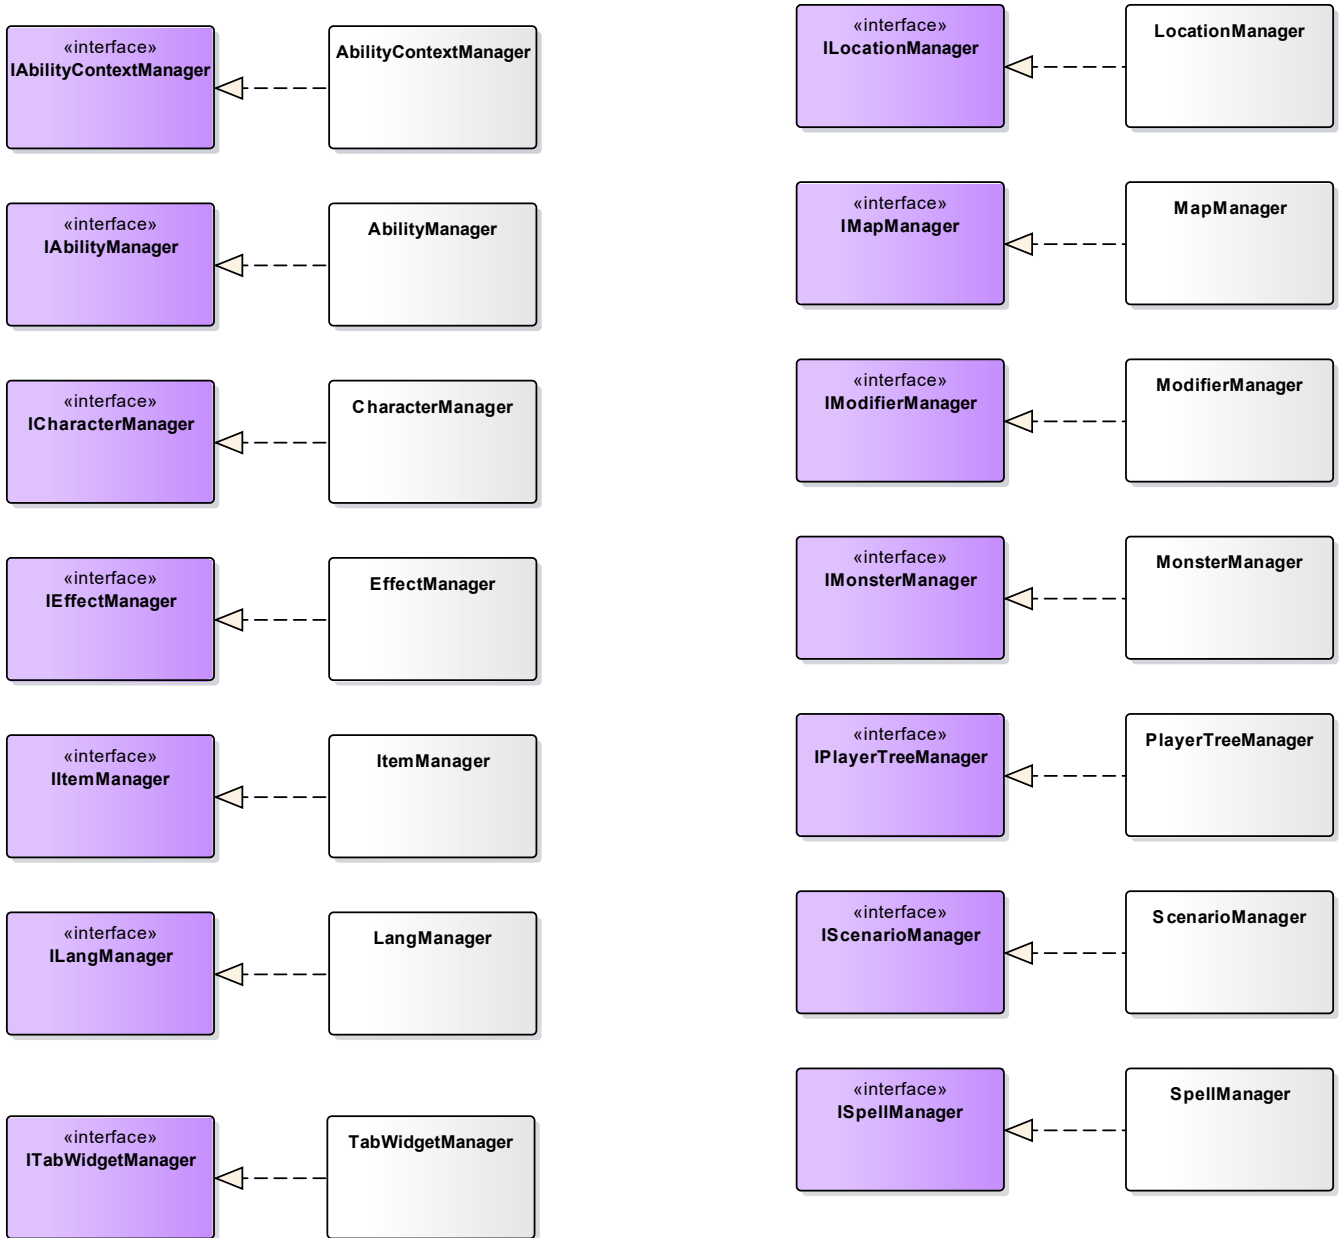 «interface»
IAbilityContextManager
AbilityContextManager
«interface»
IAbilityManager
AbilityManager
«interface»
ICharacterManager
CharacterManager
«interface»
IEffectManager
EffectManager
«interface»
IItemManager
ItemManager
«interface»
ILangManager
LangManager
«interface»
ITabWidgetManager
TabWidgetManager
«interface»
ILocationManager
LocationManager
«interface»
IMapManager
MapManager
«interface»
IModifierManager
ModifierManager
«interface»
IMonsterManager
MonsterManager
«interface»
IPlayerTreeManager
PlayerTreeManager
«interface»
IScenarioManager
ScenarioManager
«interface»
ISpellManager
SpellManager